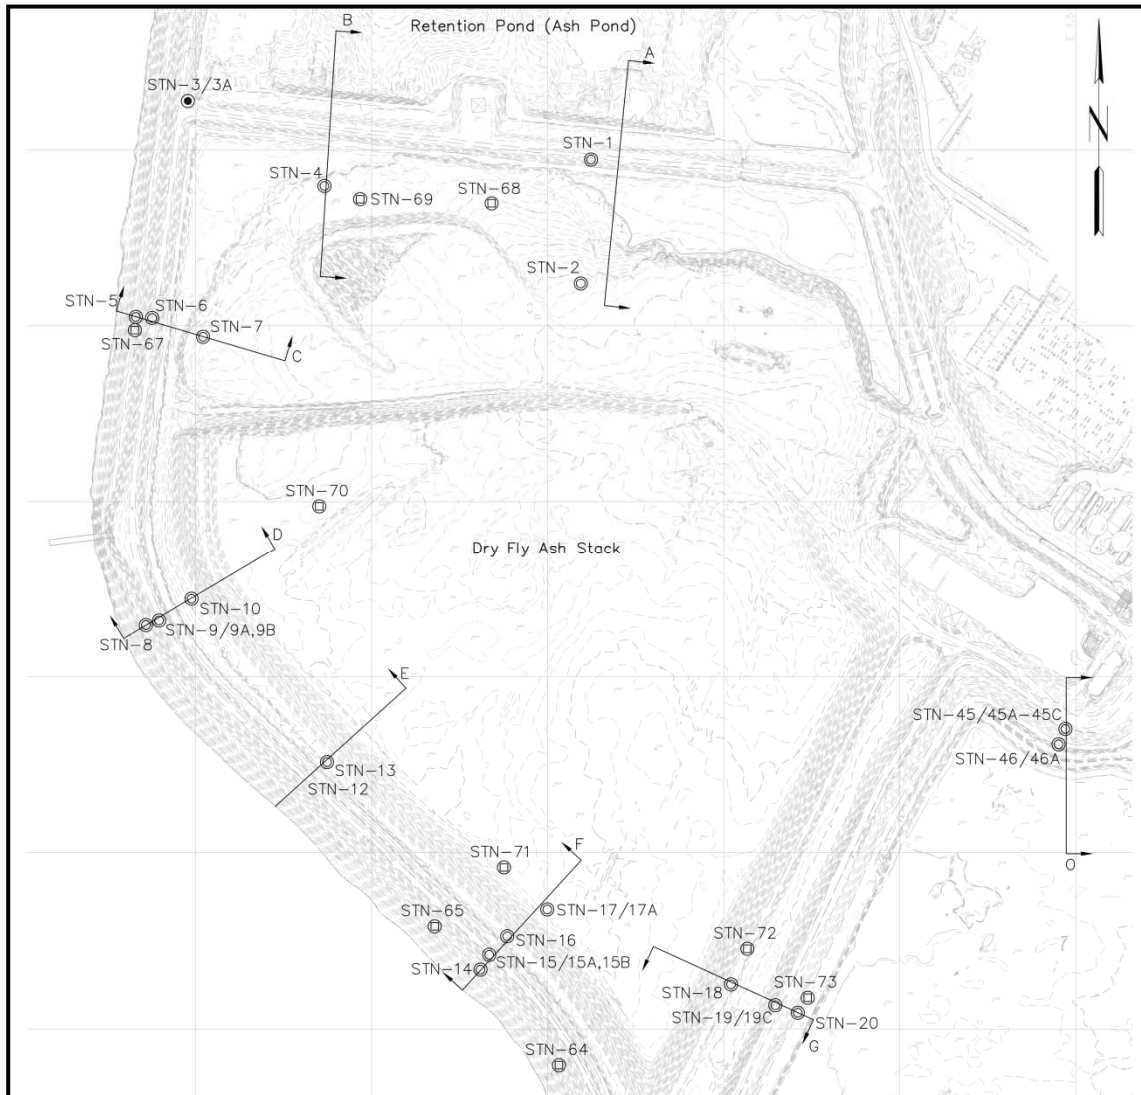 B
Retention Pond (Ash Pond)
A
STN-3/3A
N
STN-1
STN-4
STN-69
STN-68
STN-2
STN-5
STN-6
STN-7
STN-67
C
STN-70
D
Dry Fly Ash Stack
STN-10
STN-9/9A,9B
STN-8
E
STN-45/45A-45C
STN-46/46A
STN-13
STN-12
F
STN-71
O
STN-17/17A
STN-65
STN-16
STN-72
STN-15/15A,15B
STN-14
STN-73
STN-18
STN-19/19C
STN-20
G
STN-64